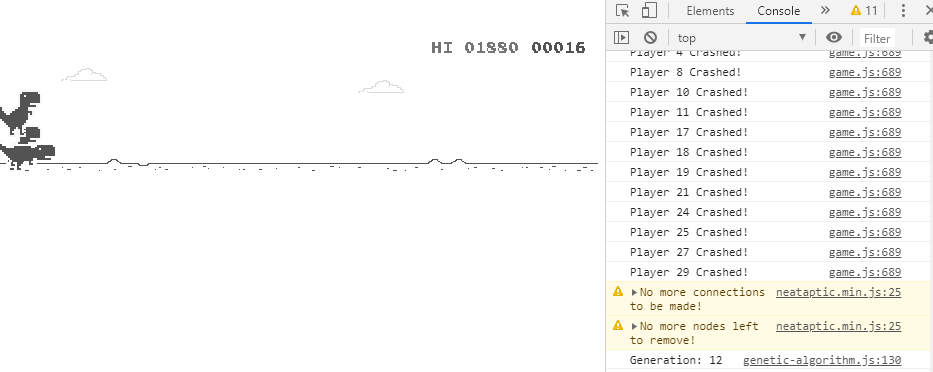 Elements Console » 11
top Filter
HI 01880 00016
Player 4 Crashed! game.js:689
Player 8 Crashed! game.js:689
Player 10 Crashed! game.js:689
Player 11 Crashed! game.js:689
Player 17 Crashed! game.js:689
Player 18 Crashed! game.js:689
Player 19 Crashed! game.js:689
Player 21 Crashed! game.js:689
Player 24 Crashed! game.js:689
Player 25 Crashed! game.js:689
Player 27 Crashed! game.js:689
Player 29 Crashed! game.js:689
No more connections neataptic.min.js:25
to be made!
No more nodes left neataptic.min.js:25
to remove!
Generation: 12 genetic-algorithm.js:130